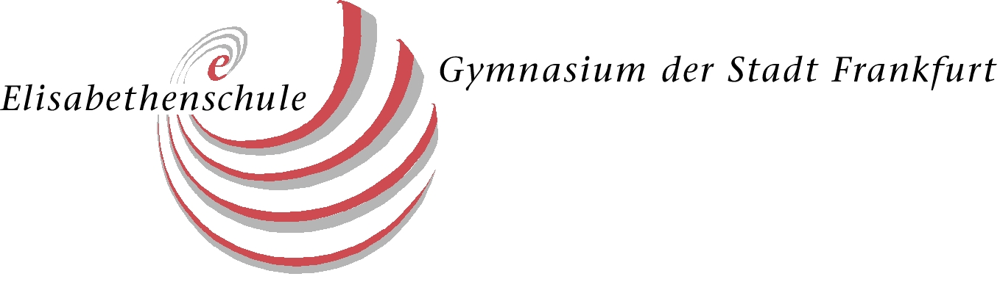 e
Elisabethenschule
Gymnasium der Stadt Frankfurt